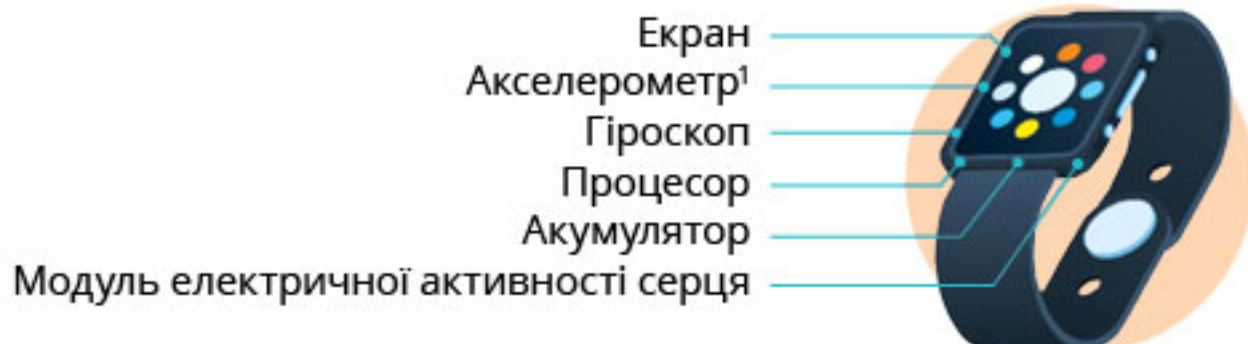 Екран
Акселерометр¹
Гіроскоп
Процесор
Акумулятор
Модуль електричної активності серця